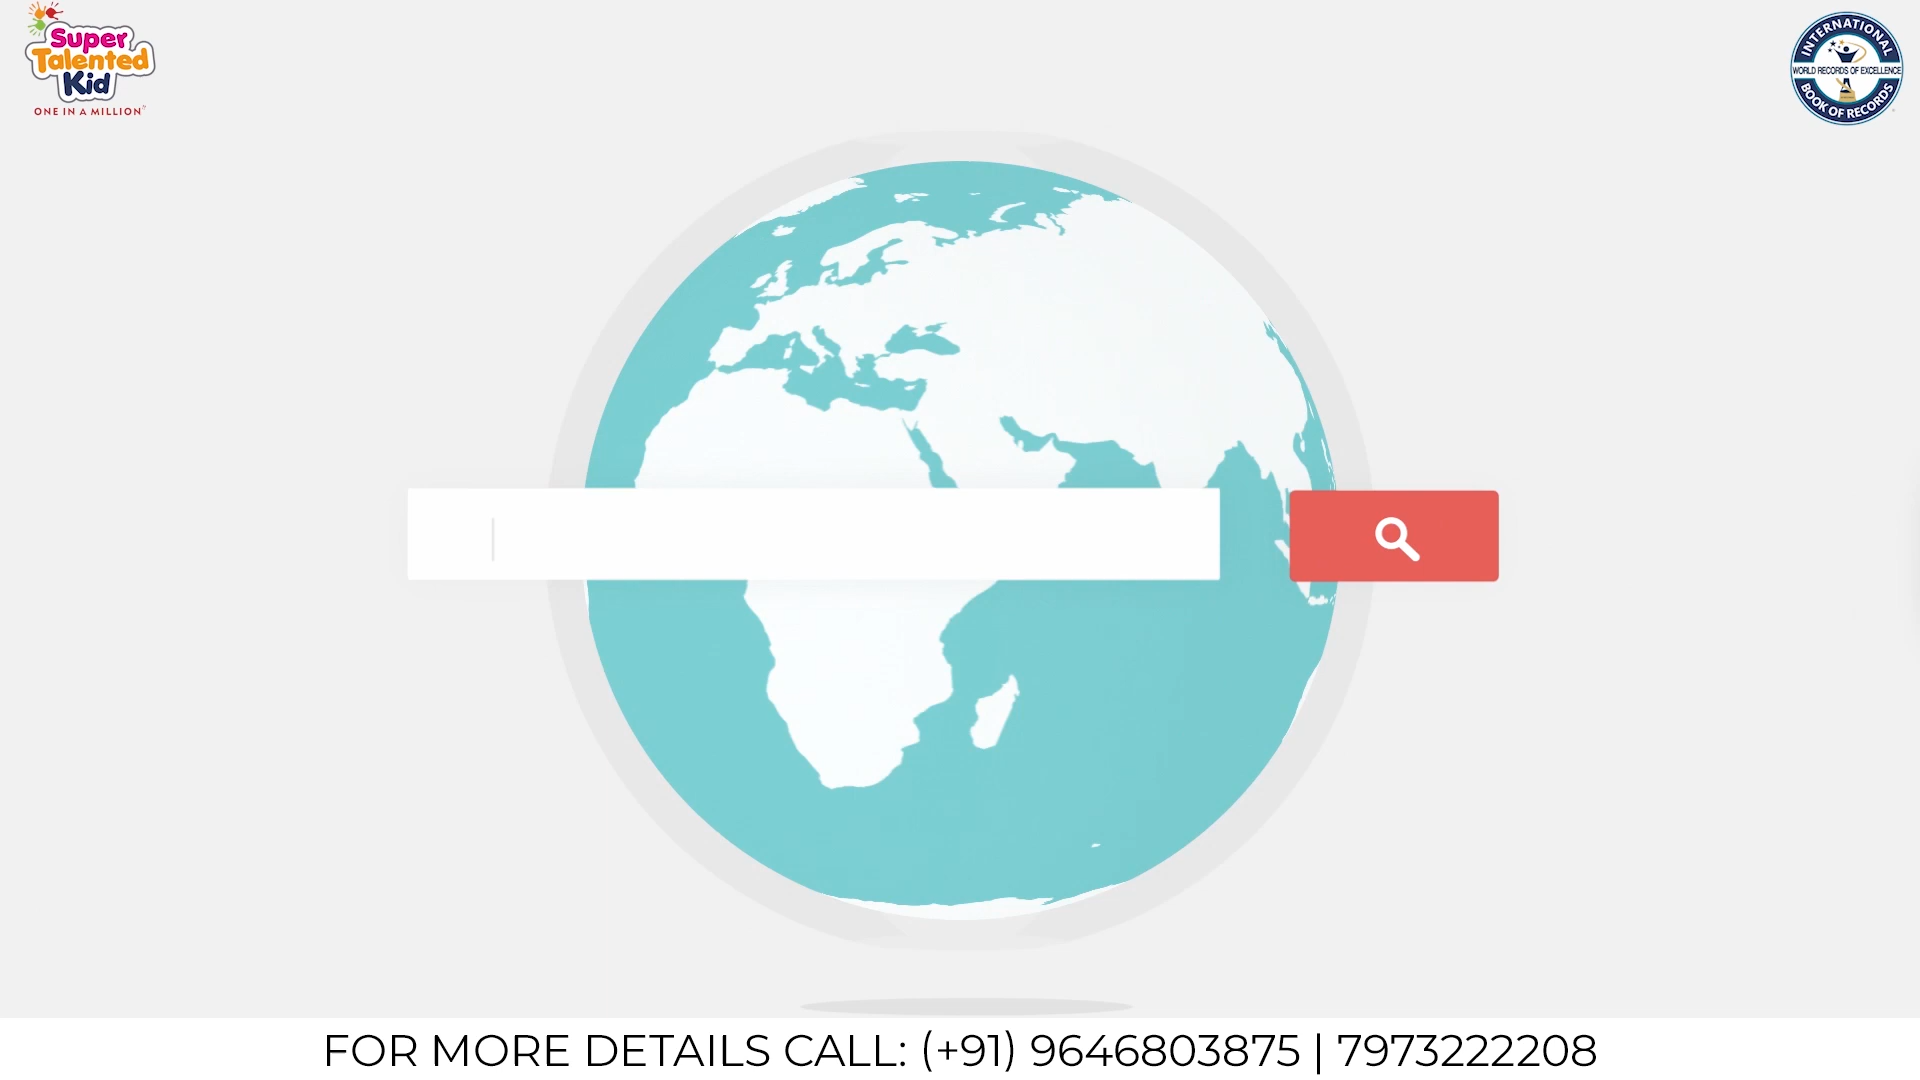 Super
Talented
Kid
ONE IN A MILLION
INTERNATIONAL
WORLD RECORDS OF EXCELLENCE
BOOK OF RECORDS
FOR MORE DETAILS CALL: (+91) 9646803875 | 7973222208